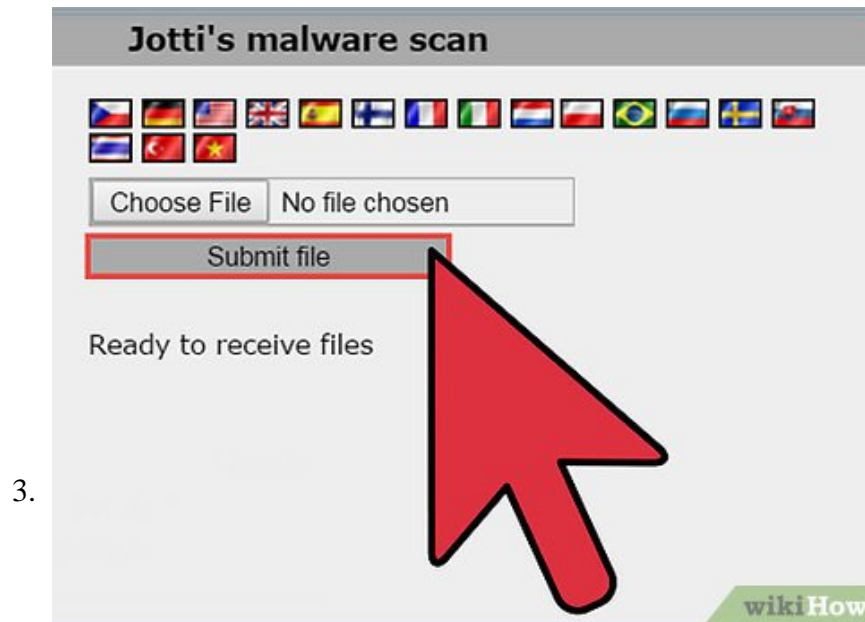 Jotti's malware scan
Choose File No file chosen
Submit file
Ready to receive files
3.
wikiHow